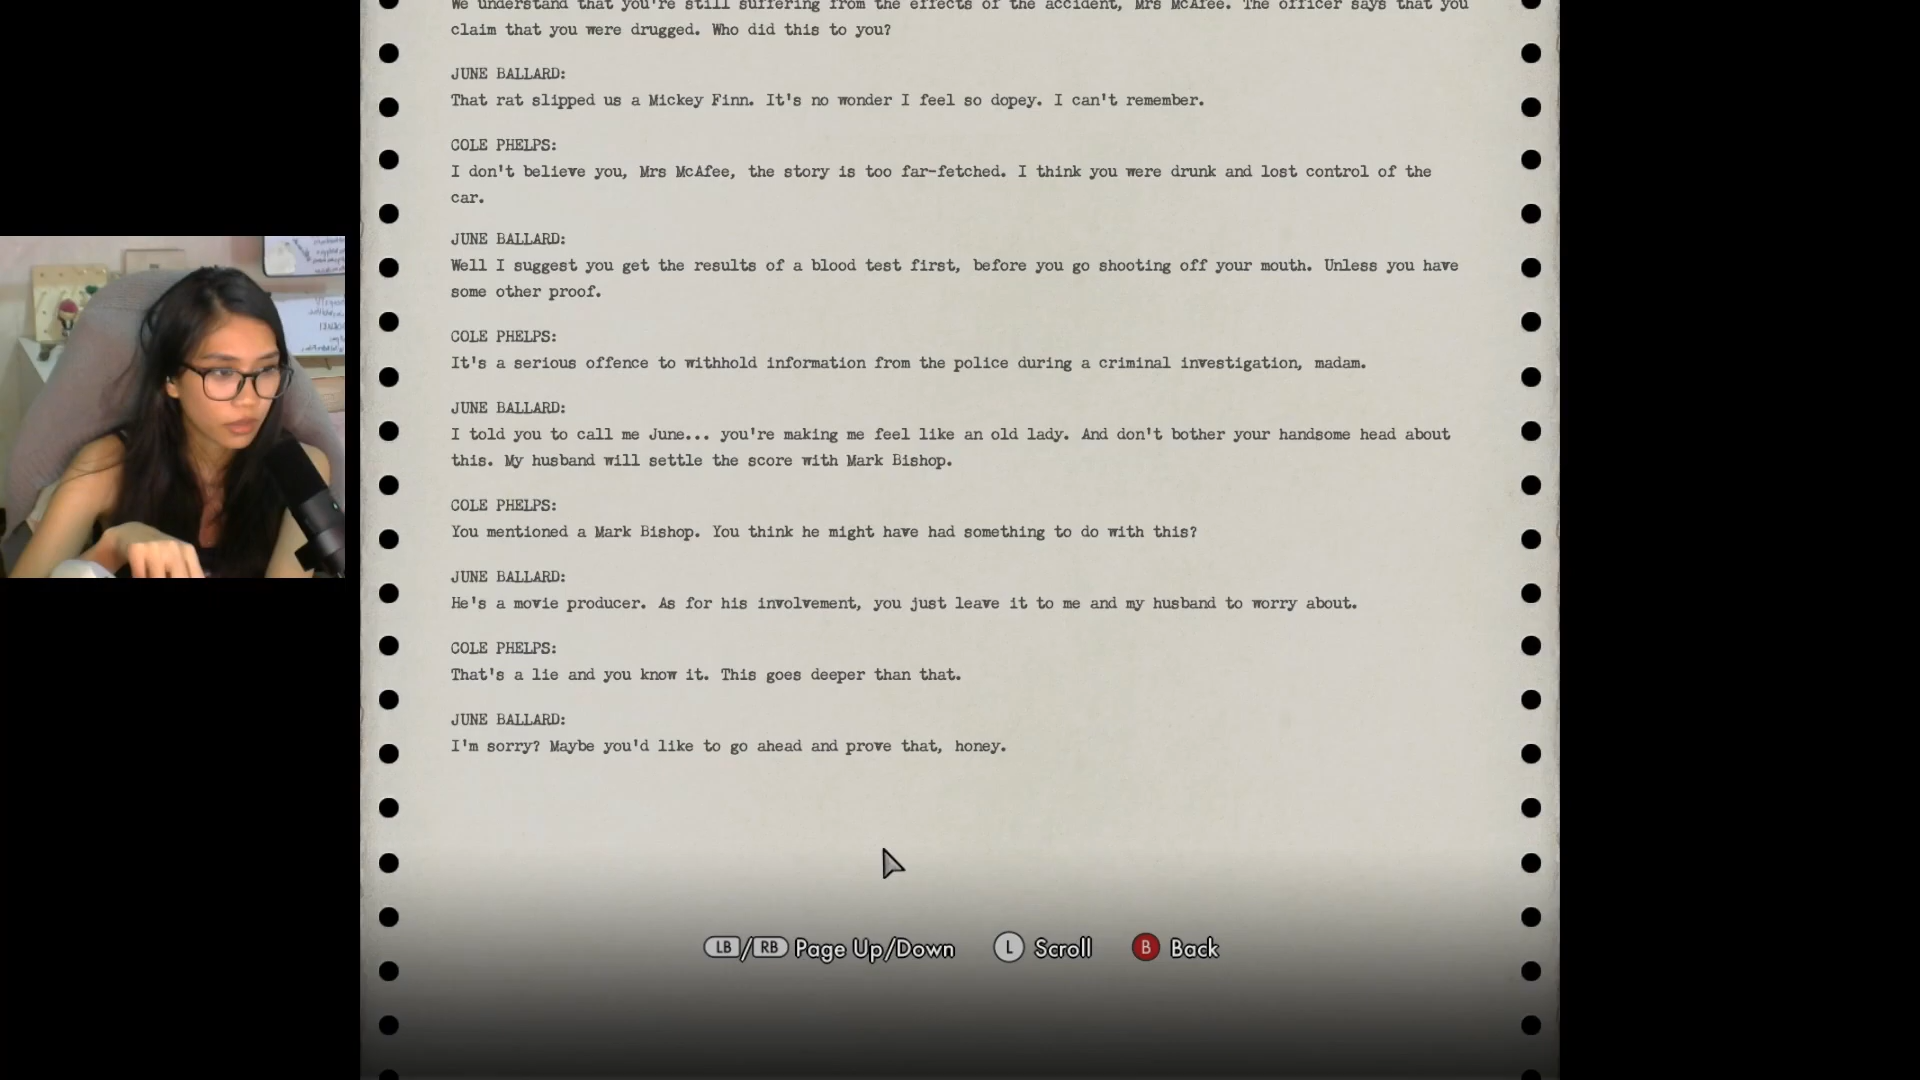 We understand that you're still suffering from the effects of the accident, Mrs McAfee. The officer says that you
claim that you were drugged. Who did this to you?
JUNE BALLARD:
That rat slipped us a Mickey Finn. It's no wonder I feel so dopey. I can't remember.
COLE PHELPS:
I don't believe you, Mrs McAfee, the story is too far-fetched. I think you were drunk and lost control of the
car.
JUNE BALLARD:
Well I suggest you get the results of a blood test first, before you go shooting off your mouth. Unless you have
some other proof.
COLE PHELPS:
It's a serious offence to withhold information from the police during a criminal investigation, madam.
JUNE BALLARD:
I told you to call me June... you're making me feel like an old lady. And don't bother your handsome head about
this. My husband will settle the score with Mark Bishop.
COLE PHELPS:
You mentioned a Mark Bishop. You think he might have had something to do with this?
JUNE BALLARD:
He's a movie producer. As for his involvement, you just leave it to me and my husband to worry about.
COLE PHELPS:
That's a lie and you know it. This goes deeper than that.
JUNE BALLARD:
I'm sorry? Maybe you'd like to go ahead and prove that, honey.
LB/RB Page Up/Down L Scroll B Back